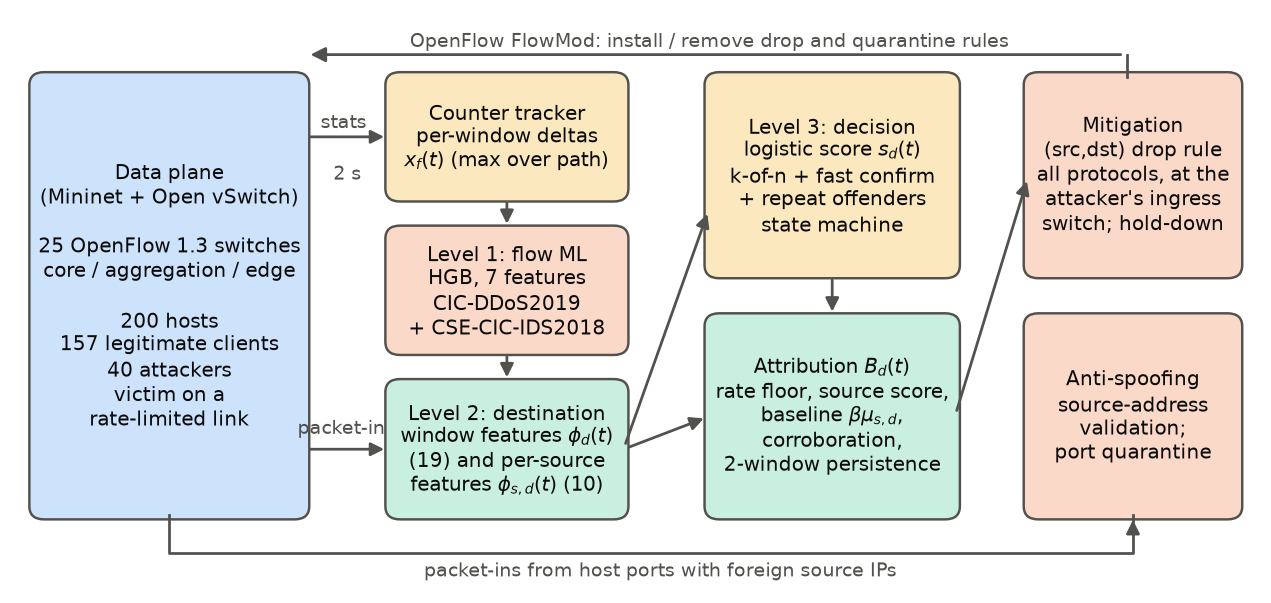 OpenFlow FlowMod: install / remove drop and quarantine rules
Data plane
(Mininet + Open vSwitch)
25 OpenFlow 1.3 switches
core / aggregation / edge
200 hosts
157 legitimate clients
40 attackers
victim on a
rate-limited link
stats
2 s
packet-in
Counter tracker
per-window deltas
x_f(t) (max over path)
Level 1: flow ML
HGB, 7 features
CIC-DDoS2019
+ CSE-CIC-IDS2018
Level 2: destination
window features ϕ_d(t)
(19) and per-source
features ϕ_{s,d}(t) (10)
Level 3: decision
logistic score s_d(t)
k-of-n + fast confirm
+ repeat offenders
state machine
Attribution B_d(t)
rate floor, source score,
baseline βμ_{s,d},
corroboration,
2-window persistence
Mitigation
(src,dst) drop rule
all protocols, at the
attacker's ingress
switch; hold-down
Anti-spoofing
source-address
validation;
port quarantine
packet-ins from host ports with foreign source IPs